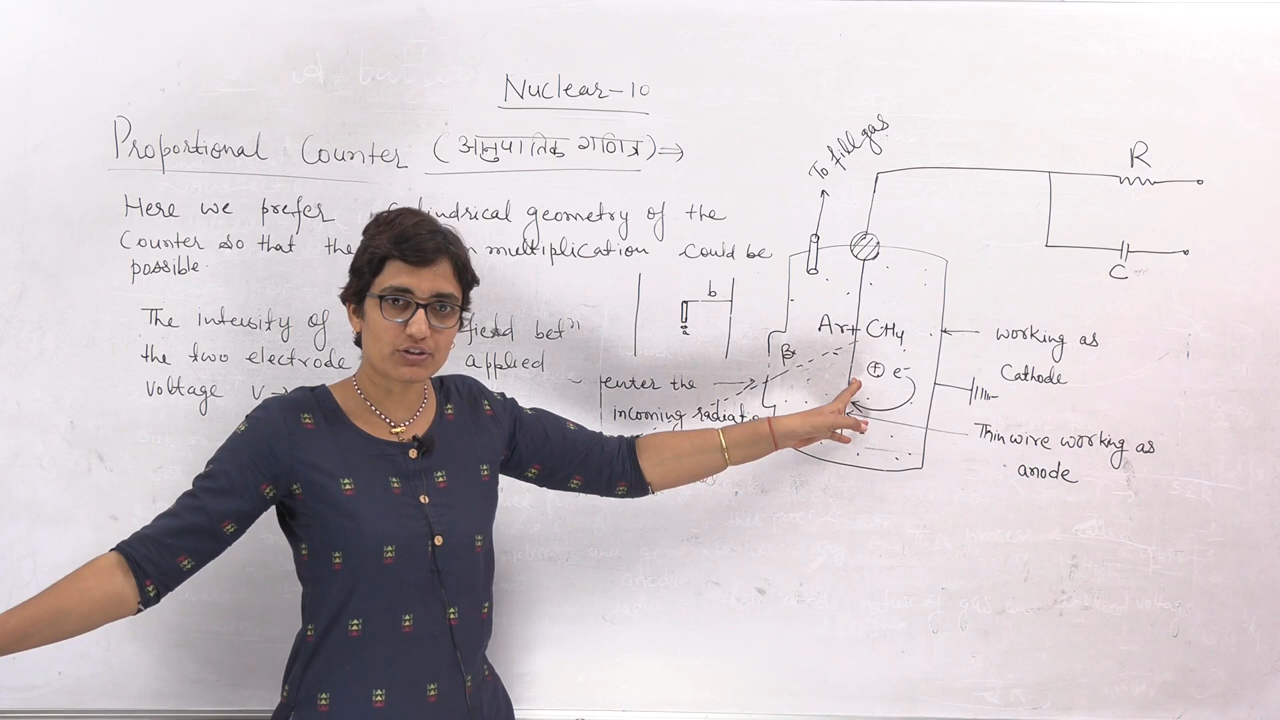 Nuclear-10
Proportional Counter (आनुपातिक गणित्र) ⇒
Here we prefer Cylindrical geometry of the
Counter so that the multiplication could be
possible.
The intensity of field betⁿ
the two electrode applied
voltage V
b
a
enter the
incoming radiation
To fill gas
R
C
Ar+ CH4
β
+ e-
working as
Cathode
Thin wire working as
anode